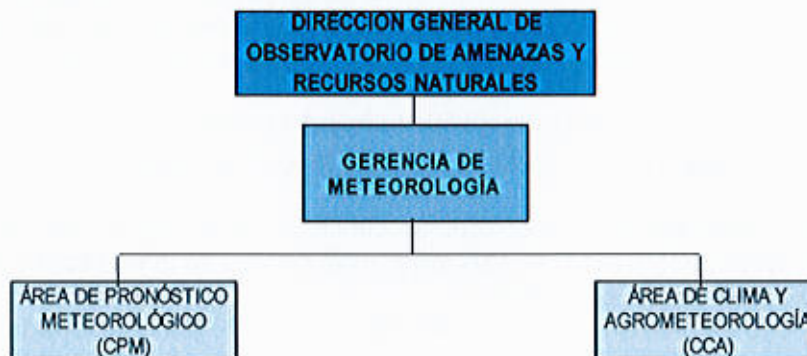 DIRECCION GENERAL DE
OBSERVATORIO DE AMENAZAS Y
RECURSOS NATURALES
GERENCIA DE
METEOROLOGÍA
ÁREA DE PRONÓSTICO
METEOROLÓGICO
(CPM)
ÁREA DE CLIMA Y
AGROMETEOROLOGÍA
(CCA)